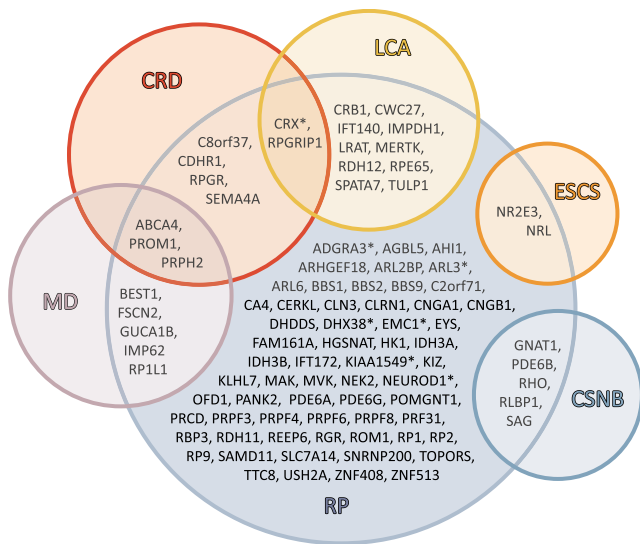 LCA
CRD
CRX*,
RPGRIP1
CRB1, CWC27,
IFT140, IMPDH1,
LRAT, MERTK,
RDH12, RPE65,
SPATA7, TULP1
C8orf37,
CDHR1,
RPGR,
SEMA4A
ESCS
NR2E3,
NRL
ABCA4,
PROM1,
PRPH2
MD
BEST1,
FSCN2,
GUCA1B,
IMP62
RP1L1
ADGRA3*, AGBL5, AHI1,
ARHGEF18, ARL2BP, ARL3*,
ARL6, BBS1, BBS2, BBS9, C2orf71,
CA4, CERKL, CLN3, CLRN1, CNGA1, CNGB1,
DHDDS, DHX38*, EMC1*, EYS,
FAM161A, HGSNAT, HK1, IDH3A,
IDH3B, IFT172, KIAA1549*, KIZ,
KLHL7, MAK, MVK, NEK2, NEUROD1*,
OFD1, PANK2, PDE6A, PDE6G, POMGNT1,
PRCD, PRPF3, PRPF4, PRPF6, PRPF8, PRF31,
RBP3, RDH11, REEP6, RGR, ROM1, RP1, RP2,
RP9, SAMD11, SLC7A14, SNRNP200, TOPORS,
TTC8, USH2A, ZNF408, ZNF513
GNAT1,
PDE6B,
RHO,
RLBP1,
SAG
CSNB
RP